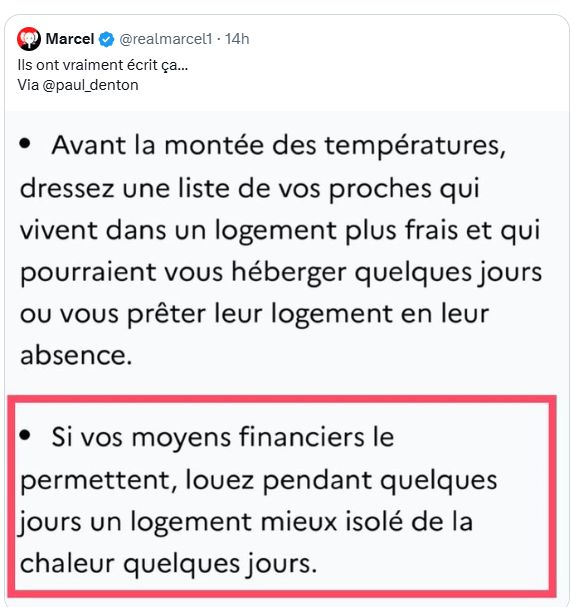 Marcel @realmarcel1 · 14h
Ils ont vraiment écrit ça...
Via @paul_denton
• Avant la montée des températures,
dressez une liste de vos proches qui
vivent dans un logement plus frais et qui
pourraient vous héberger quelques jours
ou vous prêter leur logement en leur
absence.
• Si vos moyens financiers le
permettent, louez pendant quelques
jours un logement mieux isolé de la
chaleur quelques jours.